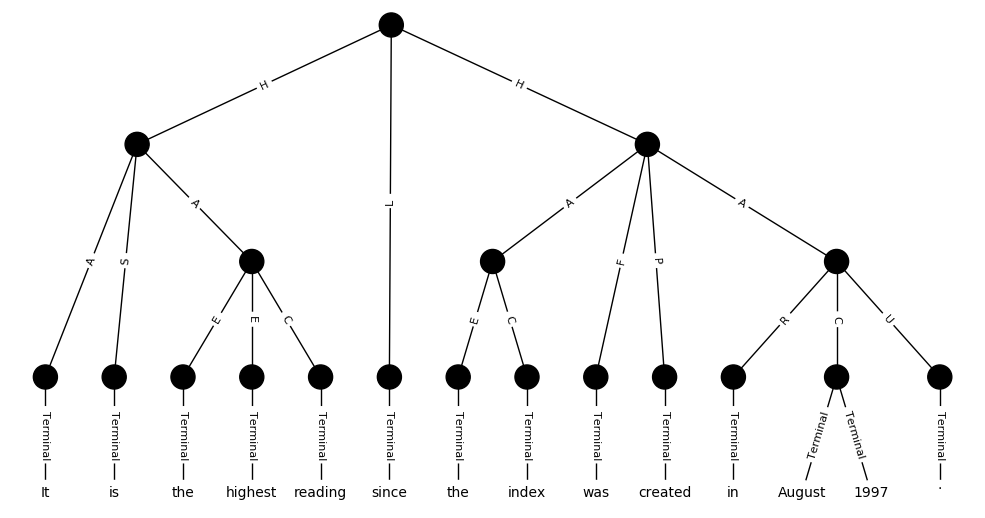 H H
L
A S A A F P A
E E C E C R C U
Terminal Terminal Terminal Terminal Terminal Terminal Terminal Terminal Terminal Terminal Terminal Terminal Terminal Terminal
It is the highest reading since the index was created in August 1997 .